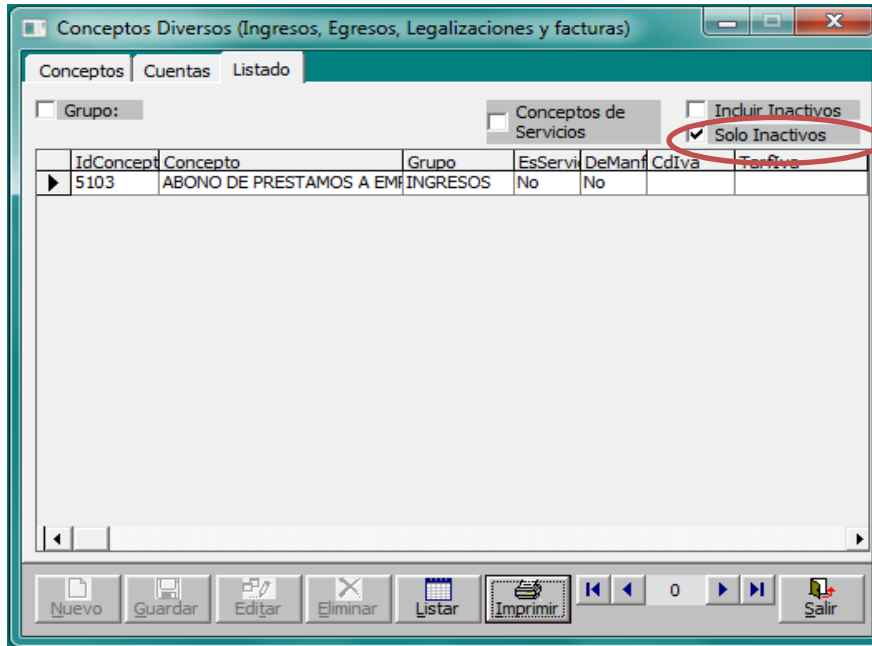 Conceptos Diversos (Ingresos, Egresos, Legalizaciones y facturas)
Conceptos Cuentas Listado
Grupo:
Conceptos de Servicios
Incluir Inactivos
Solo Inactivos
IdConcept Concepto Grupo EsServi DeManf CdIva TarfIva
5103 ABONO DE PRESTAMOS A EMF INGRESOS No No
Nuevo Guardar Editar Eliminar Listar Imprimir 0 Salir